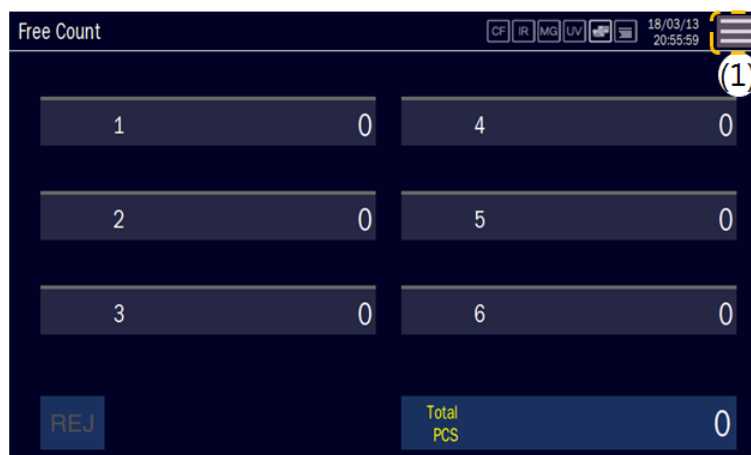 Free Count
CF IR MG UV
18/03/13
20:55:59
(1)
1 0
4 0
2 0
5 0
3 0
6 0
REJ
Total
PCS
0